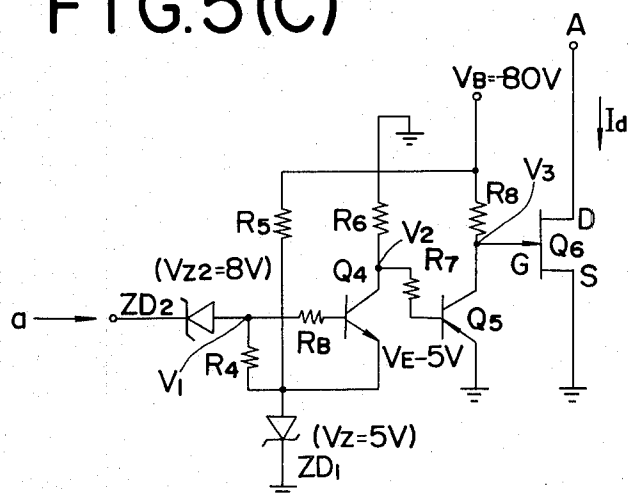 FIG.5(C)
A
VB=-80V
Id
V3
R8
R5
R6
V2
D
(VZ2=8V)
Q4
R7
G
Q6
S
a
ZD2
RB
Q5
V1
R4
VE-5V
(VZ=5V)
ZD1